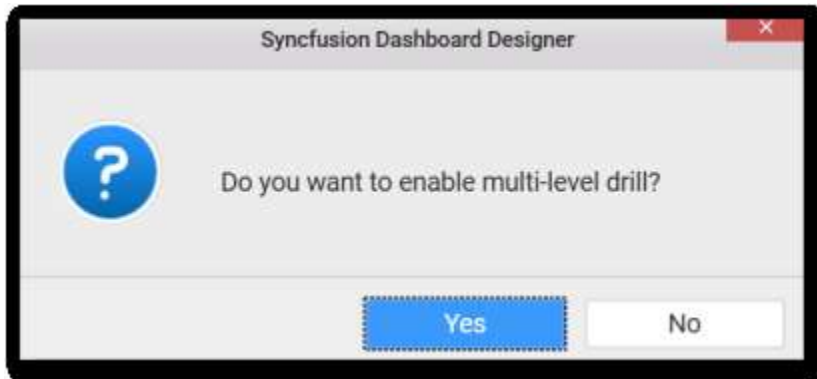 Syncfusion Dashboard Designer
Do you want to enable multi-level drill?
Yes
No